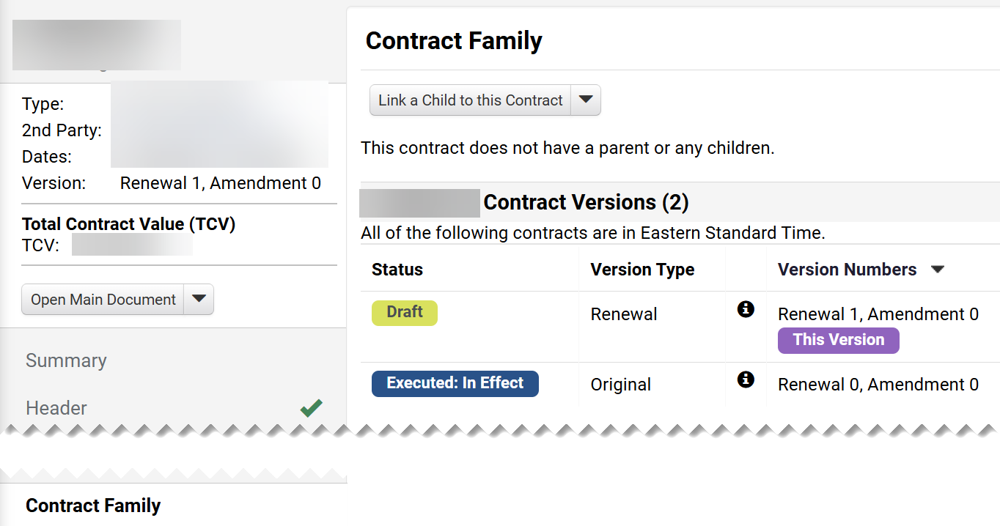 Type:
2nd Party:
Dates:
Version: Renewal 1, Amendment 0
Total Contract Value (TCV)
TCV:
Open Main Document
Summary
Header
Contract Family
Contract Family
Link a Child to this Contract
This contract does not have a parent or any children.
Contract Versions (2)
All of the following contracts are in Eastern Standard Time.
Status Version Type Version Numbers
Draft Renewal Renewal 1, Amendment 0
This Version
Executed: In Effect Original Renewal 0, Amendment 0